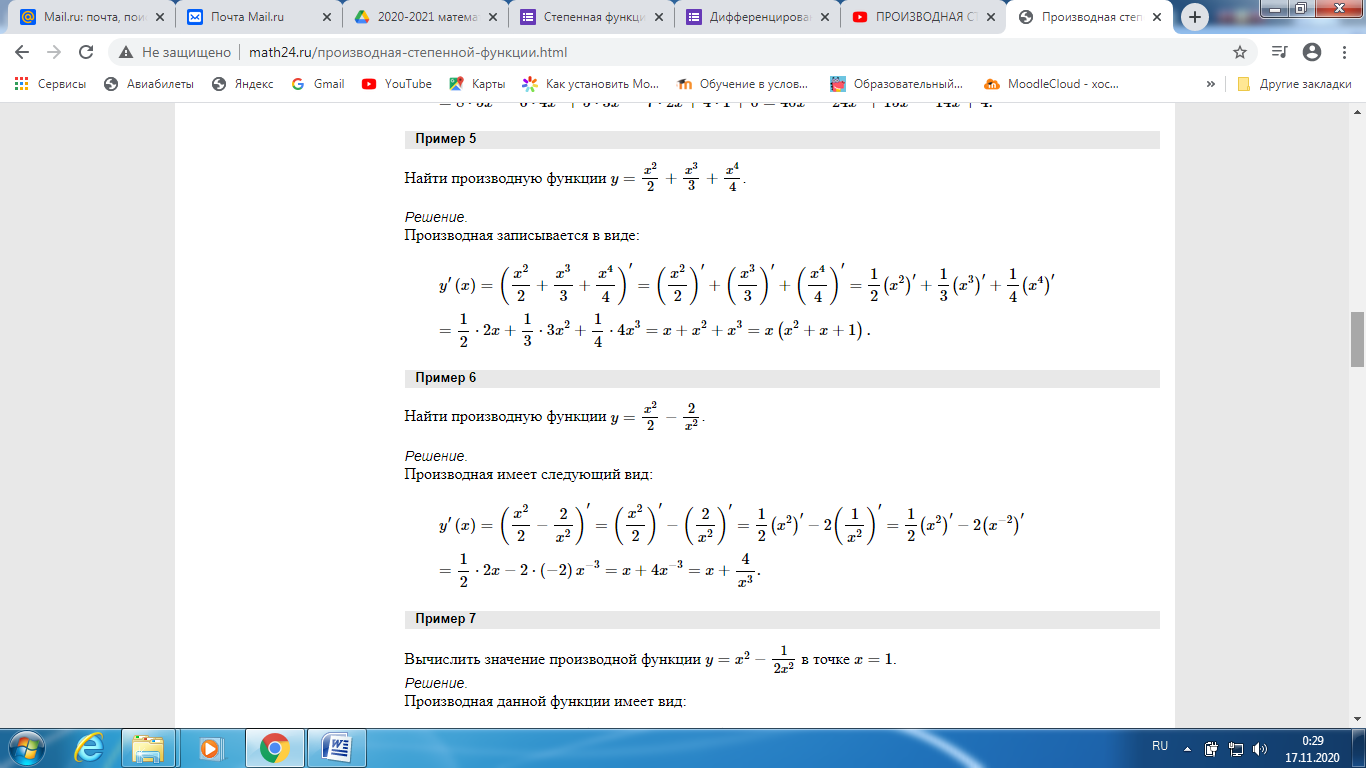 Mail.ru: почта, пои
Почта Mail.ru
2020-2021 матема
Степенная функци
Дифференцирова
ПРОИЗВОДНАЯ СТ
Производная степ
Не защищено | math24.ru/производная-степенной-функции.html
Сервисы Авиабилеты Яндекс Gmail YouTube Карты Как установить Mo... Обучение в услов... Образовательный... MoodleCloud - хос... » Другие закладки
Пример 5
Найти производную функции y = x²/2 + x³/3 + x⁴/4.
Решение.
Производная записывается в виде:
y′(x) = (x²/2 + x³/3 + x⁴/4)′ = (x²/2)′ + (x³/3)′ + (x⁴/4)′ = 1/2(x²)′ + 1/3(x³)′ + 1/4(x⁴)′
= 1/2 · 2x + 1/3 · 3x² + 1/4 · 4x³ = x + x² + x³ = x(x² + x + 1).
Пример 6
Найти производную функции y = x²/2 − 2/x².
Решение.
Производная имеет следующий вид:
y′(x) = (x²/2 − 2/x²)′ = (x²/2)′ − (2/x²)′ = 1/2(x²)′ − 2(1/x²)′ = 1/2(x²)′ − 2(x⁻²)′
= 1/2 · 2x − 2 · (−2)x⁻³ = x + 4x⁻³ = x + 4/x³.
Пример 7
Вычислить значение производной функции y = x² − 1/2x² в точке x = 1.
Решение.
Производная данной функции имеет вид:
RU
0:29
17.11.2020